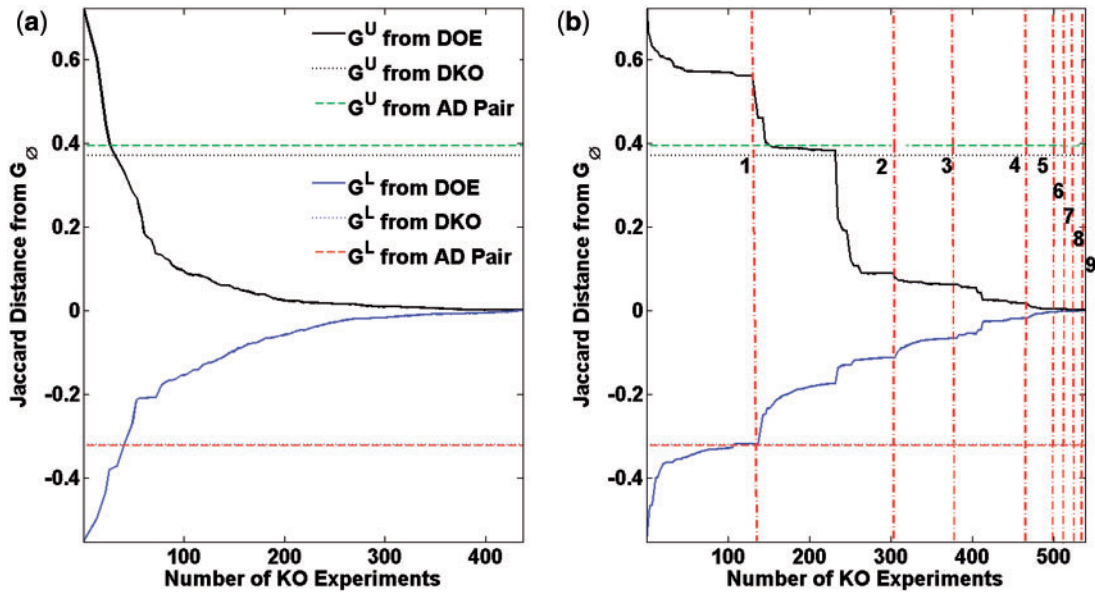 (a)
Jaccard Distance from G∅
0.6
0.4
0.2
0
-0.2
-0.4
G^U from DOE
G^U from DKO
G^U from AD Pair
G^L from DOE
G^L from DKO
G^L from AD Pair
100 200 300 400
Number of KO Experiments
(b)
Jaccard Distance from G∅
0.6
0.4
0.2
0
-0.2
-0.4
1 2 3 4 5
6
7
8
9
100 200 300 400 500
Number of KO Experiments